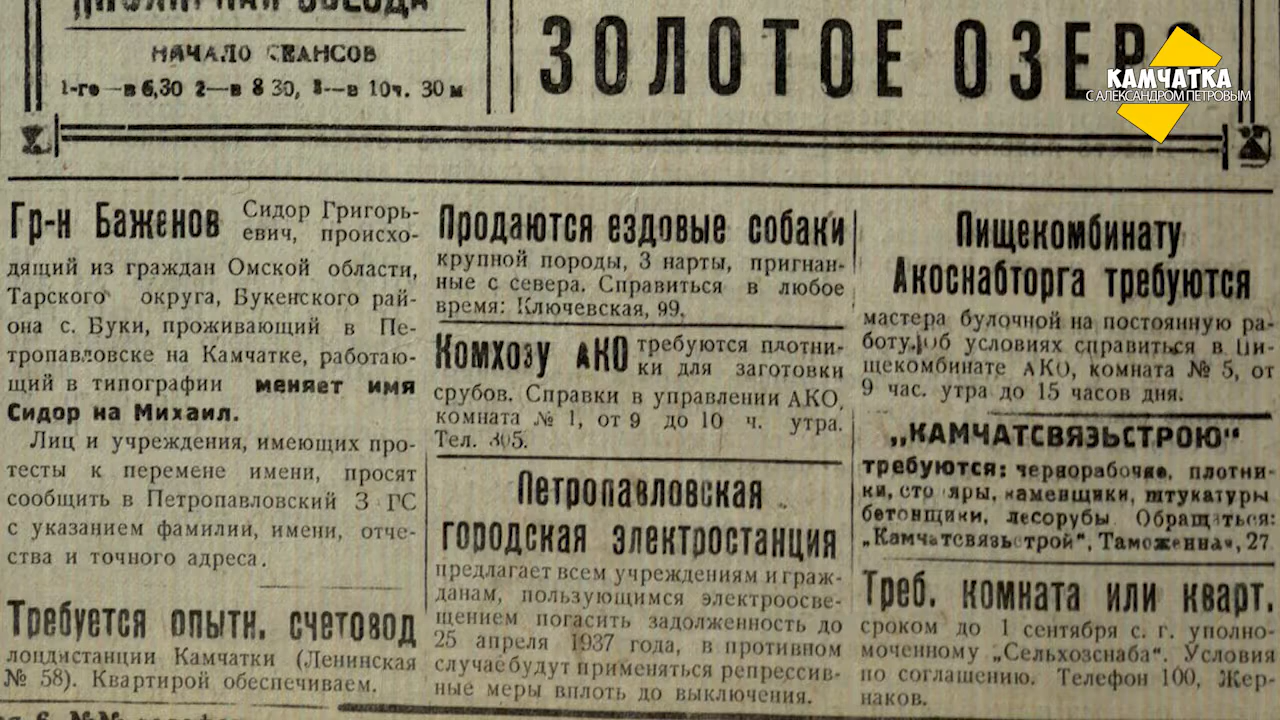 НАЧАЛО СЕАНСОВ
1-го—в 6,30 2—в 8 30, 3—в 10ч. 30 м
ЗОЛОТОЕ ОЗЕРО
КАМЧАТКА
С АЛЕКСАНДРОМ ПЕТРОВЫМ
Гр-н Баженов Сидор Григорь-
евич, происхо-
дящий из граждан Омской области,
Тарского округа, Букенского рай-
она с. Буки, проживающий в Пе-
тропавловске на Камчатке, работаю-
щий в типографии меняет имя
Сидор на Михаил.
Лиц и учреждения, имеющих про-
тесты к перемене имени, просят
сообщить в Петропавловский З ГС
с указанием фамилии, имени, отче-
ства и точного адреса.
Требуется опытн. счетовод
лоцдистанции Камчатки (Ленинская
№ 58). Квартирой обеспечиваем.
Продаются ездовые собаки
крупной породы, 3 нарты, пригнан-
ные с севера. Справиться в любое
время: Ключевская, 99.
Комхозу АКО требуются плотни-
ки для заготовки
срубов. Справки в управлении АКО,
комната № 1, от 9 до 10 ч. утра.
Тел. 305.
Петропавловская
городская электростанция
предлагает всем учреждениям и граж-
данам, пользующимся электроосве-
щением погасить задолженность до
25 апреля 1937 года, в противном
случае будут применяться репрессив-
ные меры вплоть до выключения.
Пищекомбинату
Акоснабторга требуются
мастера булочной на постоянную ра-
боту. Об условиях справиться в Пи-
щекомбинате АКО, комната № 5, от
9 час. утра до 15 часов дня.
„КАМЧАТСВЯЗЬСТРОЮ“
требуются: чернорабочие, плотни-
ки, столяры, каменщики, штукатуры
бетонщики, лесорубы Обращаться:
„Камчатсвязьстрой“, Таможенная, 27
Треб. комната или кварт.
сроком до 1 сентября с. г. уполно-
моченному „Сельхозснаба“. Условия
по соглашению. Телефон 100, Жер-
наков.